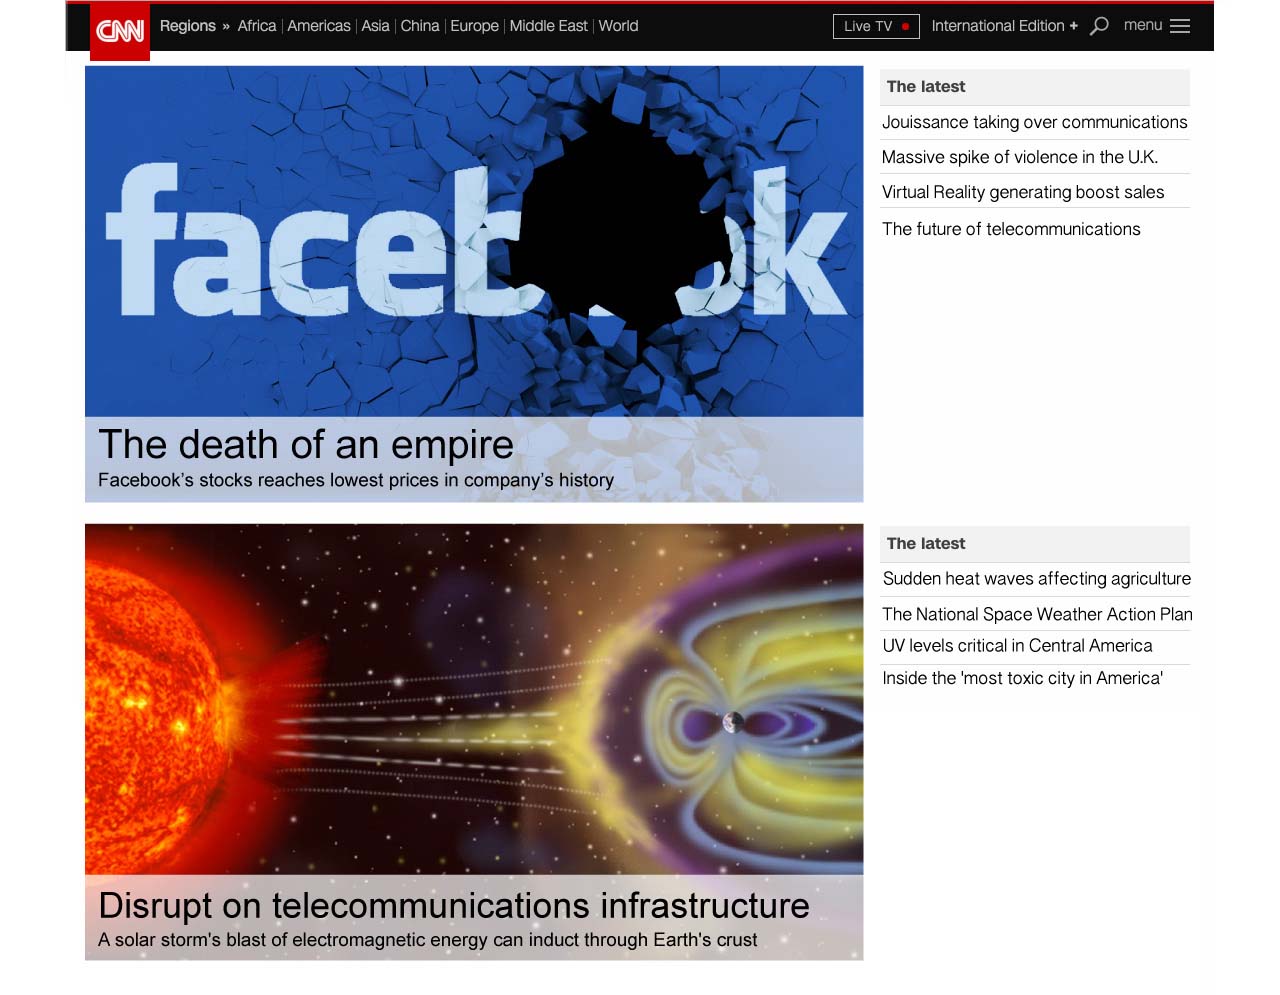 CNN Regions » Africa Americas Asia China Europe Middle East World Live TV International Edition + menu
facebook
The death of an empire
Facebook's stocks reaches lowest prices in company's history
The latest
Jouissance taking over communications
Massive spike of violence in the U.K.
Virtual Reality generating boost sales
The future of telecommunications
Disrupt on telecommunications infrastructure
A solar storm's blast of electromagnetic energy can induct through Earth's crust
The latest
Sudden heat waves affecting agriculture
The National Space Weather Action Plan
UV levels critical in Central America
Inside the 'most toxic city in America'